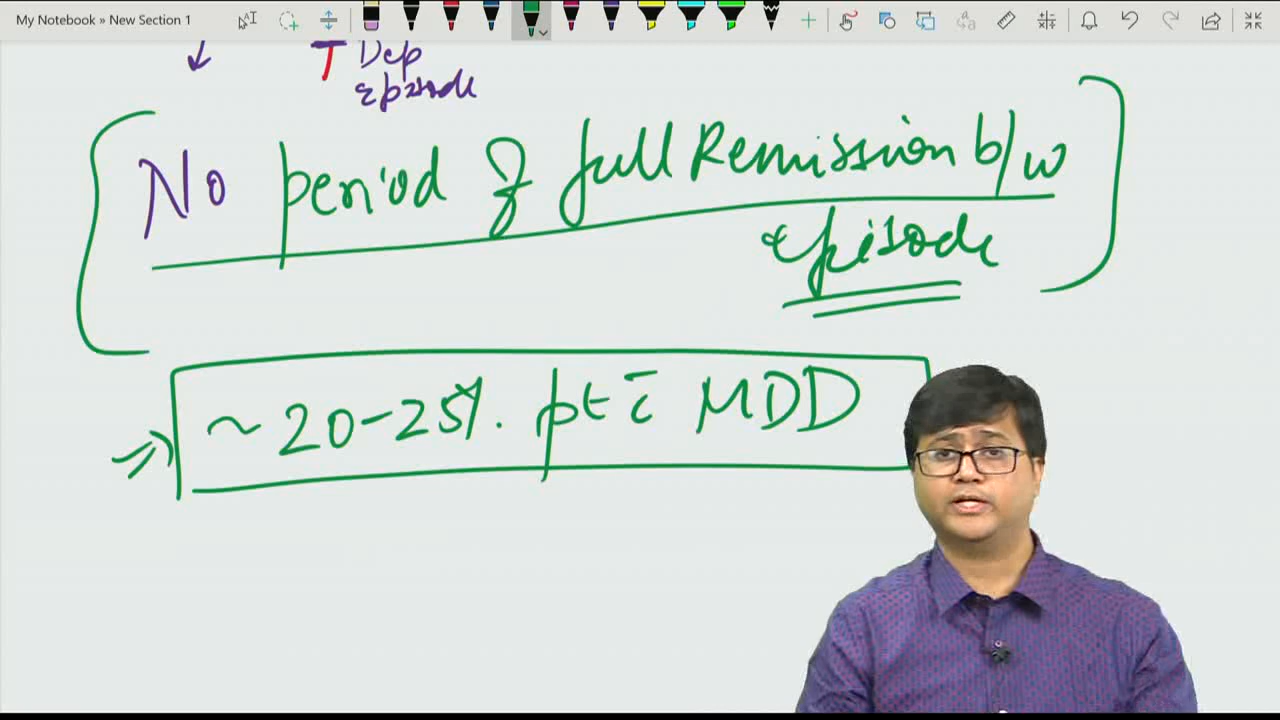 My Notebook » New Section 1
Dep
Episode
No period of full Remission b/w
episode
~ 20-25%. pt c̄ MDD